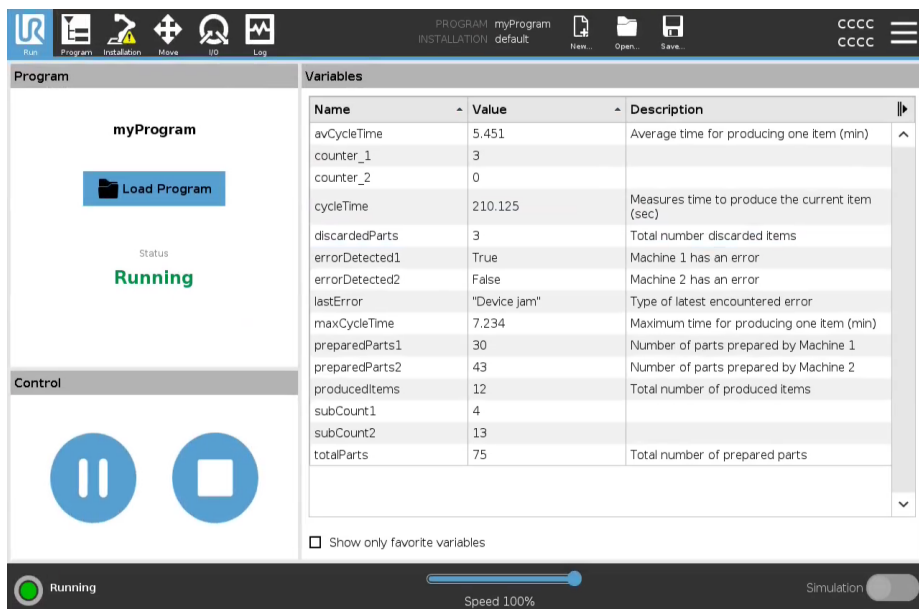 UR
PROGRAM myProgram
INSTALLATION default
CCCC
CCCC
Run Program Installation Move I/O Log New... Open... Save...
Program
myProgram
Load Program
Status
Running
Control
Variables
Name Value Description
avCycleTime 5.451 Average time for producing one item (min)
counter_1 3
counter_2 0
cycleTime 210.125 Measures time to produce the current item
(sec)
discardedParts 3 Total number discarded items
errorDetected1 True Machine 1 has an error
errorDetected2 False Machine 2 has an error
lastError "Device jam" Type of latest encountered error
maxCycleTime 7.234 Maximum time for producing one item (min)
preparedParts1 30 Number of parts prepared by Machine 1
preparedParts2 43 Number of parts prepared by Machine 2
producedItems 12 Total number of produced items
subCount1 4
subCount2 13
totalParts 75 Total number of prepared parts
Show only favorite variables
Running
Speed 100%
Simulation